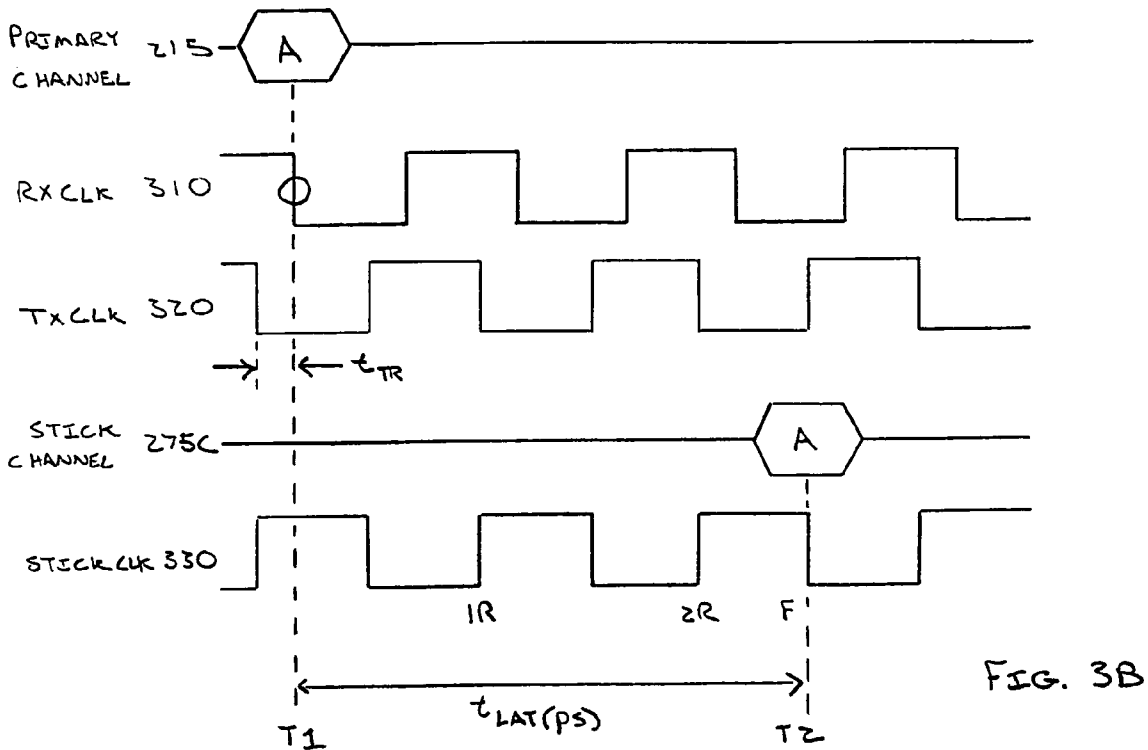 PRIMARY
CHANNEL 215
A
RXCLK 310
TXCLK 320
tTR
STICK
CHANNEL 275C
A
STICKCLK 330
1R 2R F
tLAT(PS)
T1 T2
FIG. 3B